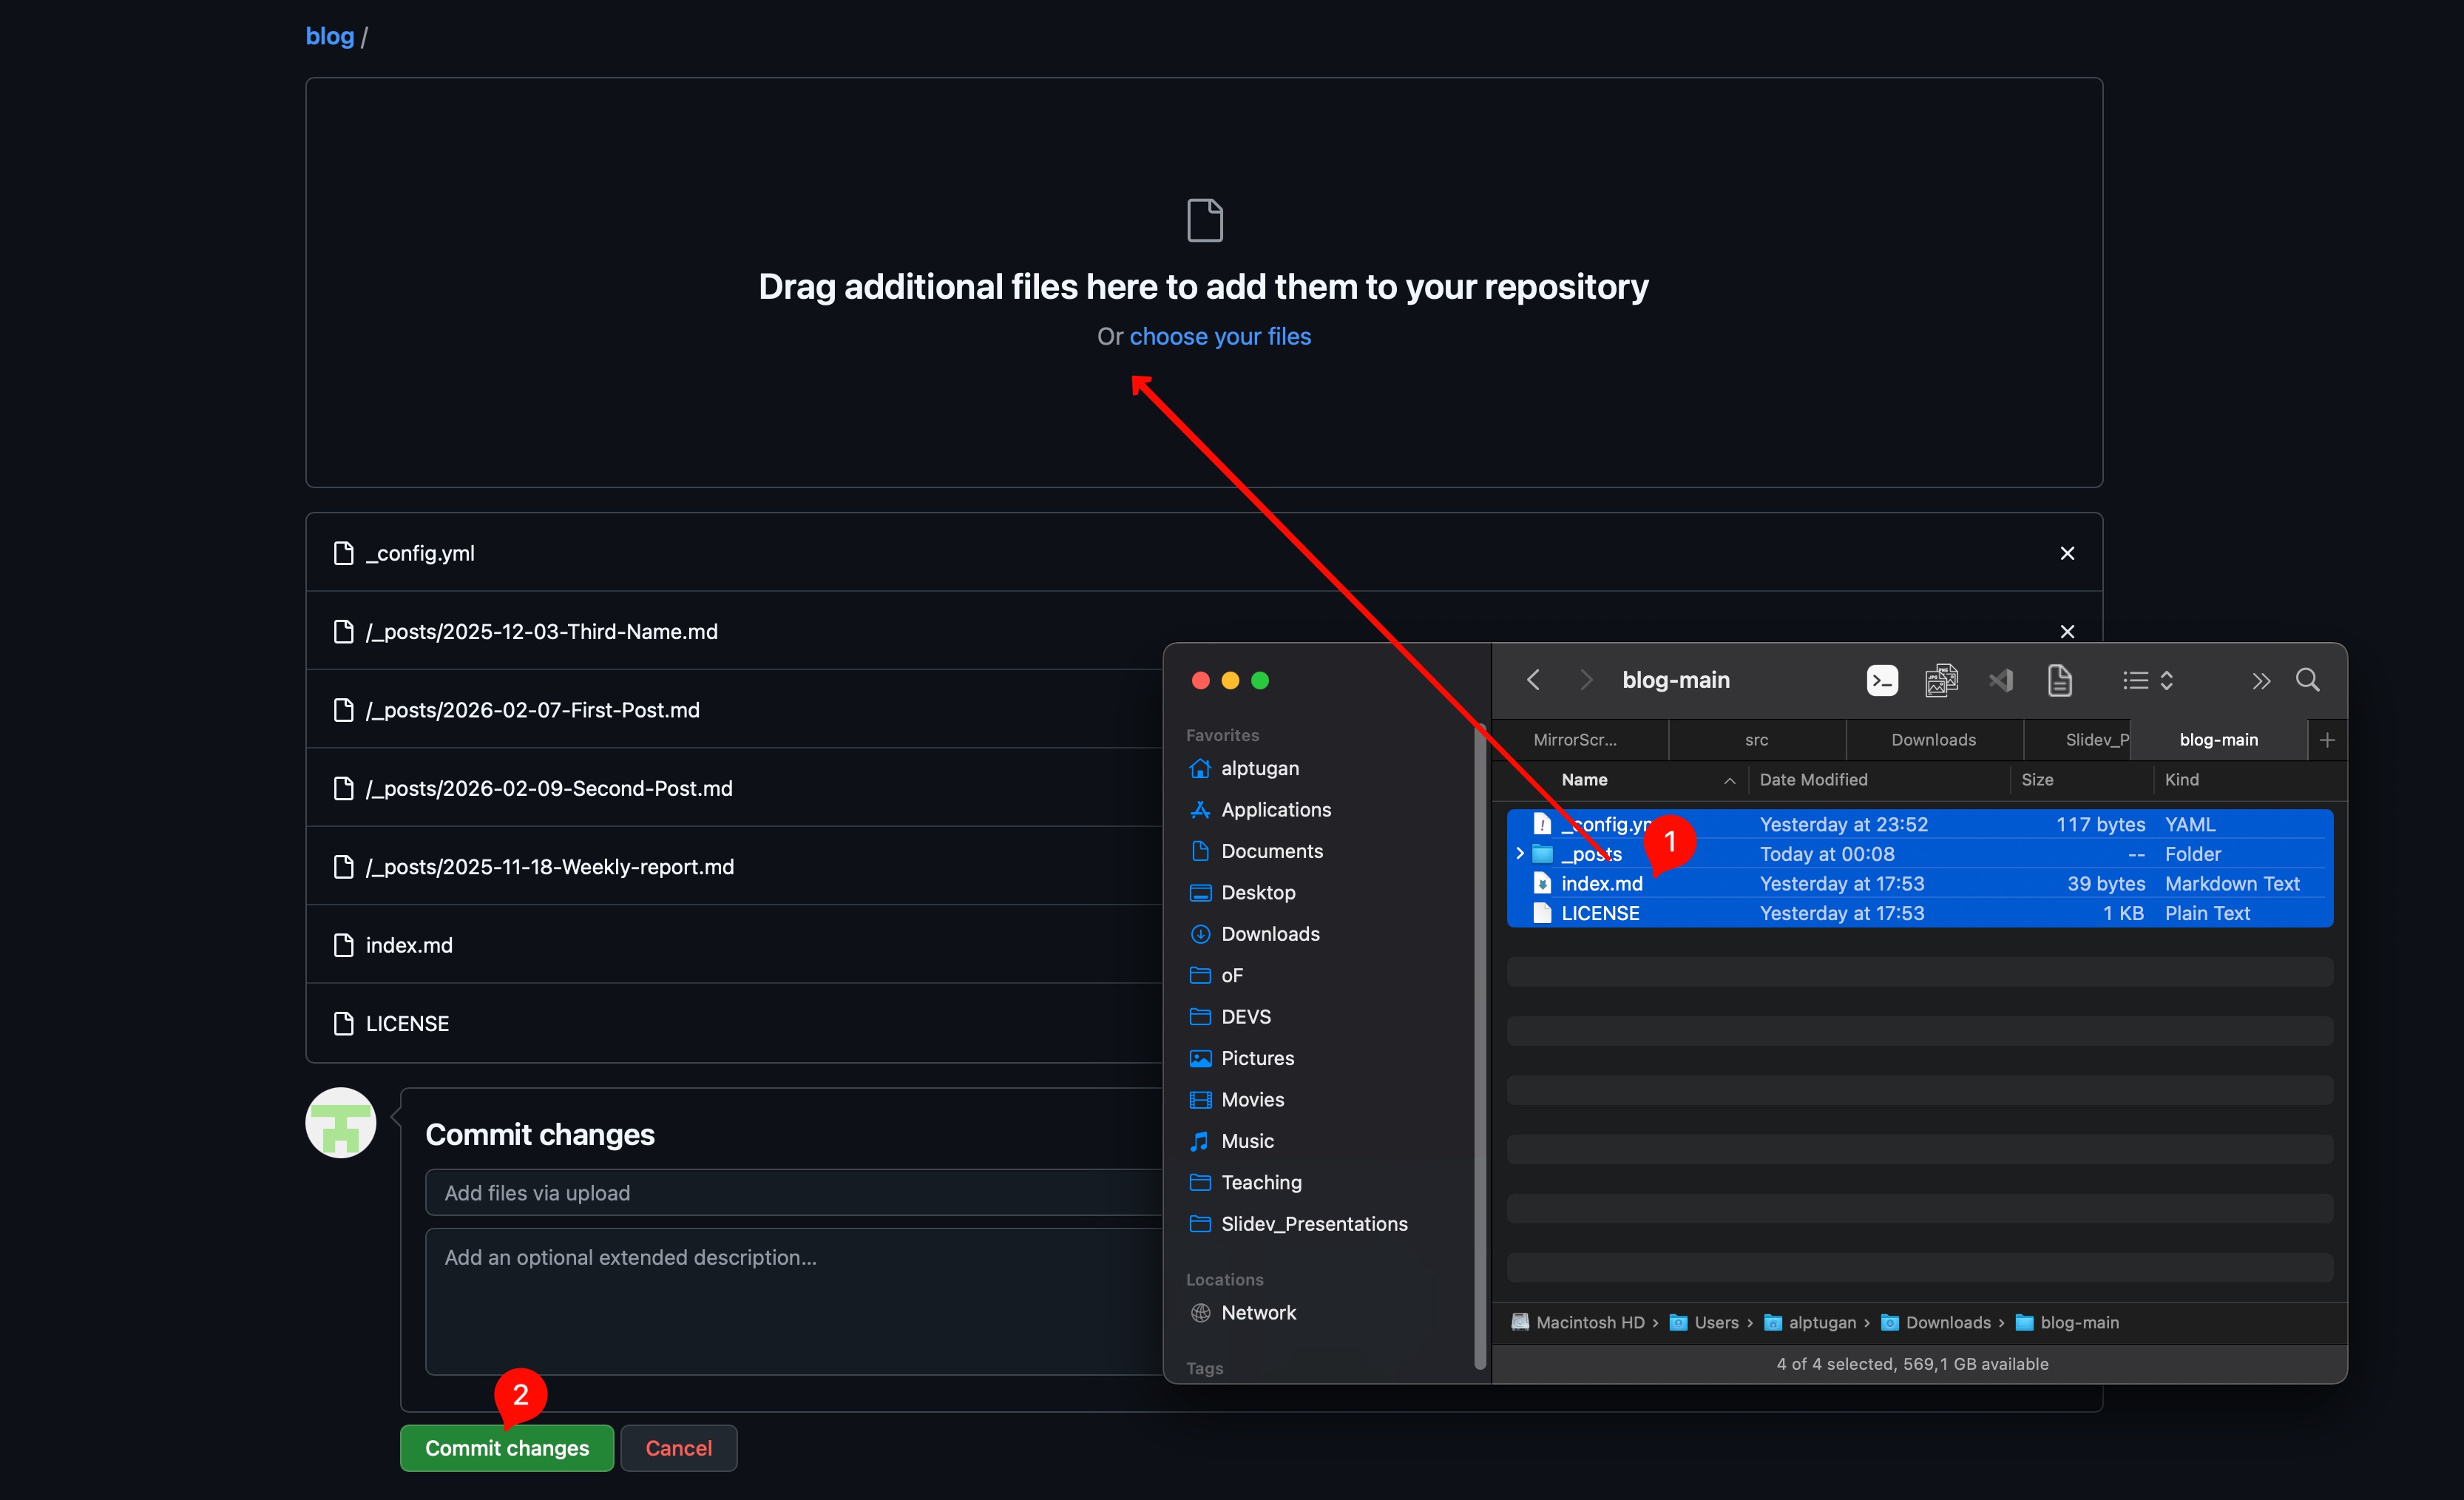 blog /
Drag additional files here to add them to your repository
Or choose your files
_config.yml
/_posts/2025-12-03-Third-Name.md
/_posts/2026-02-07-First-Post.md
/_posts/2026-02-09-Second-Post.md
/_posts/2025-11-18-Weekly-report.md
index.md
LICENSE
Commit changes
Add files via upload
Add an optional extended description...
2
Commit changes
Cancel
Favorites
alptugan
Applications
Documents
Desktop
Downloads
oF
DEVS
Pictures
Movies
Music
Teaching
Slidev_Presentations
Locations
Network
Tags
blog-main
MirrorScr... src Downloads Slidev_P blog-main
Name Date Modified Size Kind
_config.y Yesterday at 23:52 117 bytes YAML
1
_posts Today at 00:08 -- Folder
index.md Yesterday at 17:53 39 bytes Markdown Text
LICENSE Yesterday at 17:53 1 KB Plain Text
Macintosh HD › Users › alptugan › Downloads › blog-main
4 of 4 selected, 569,1 GB available